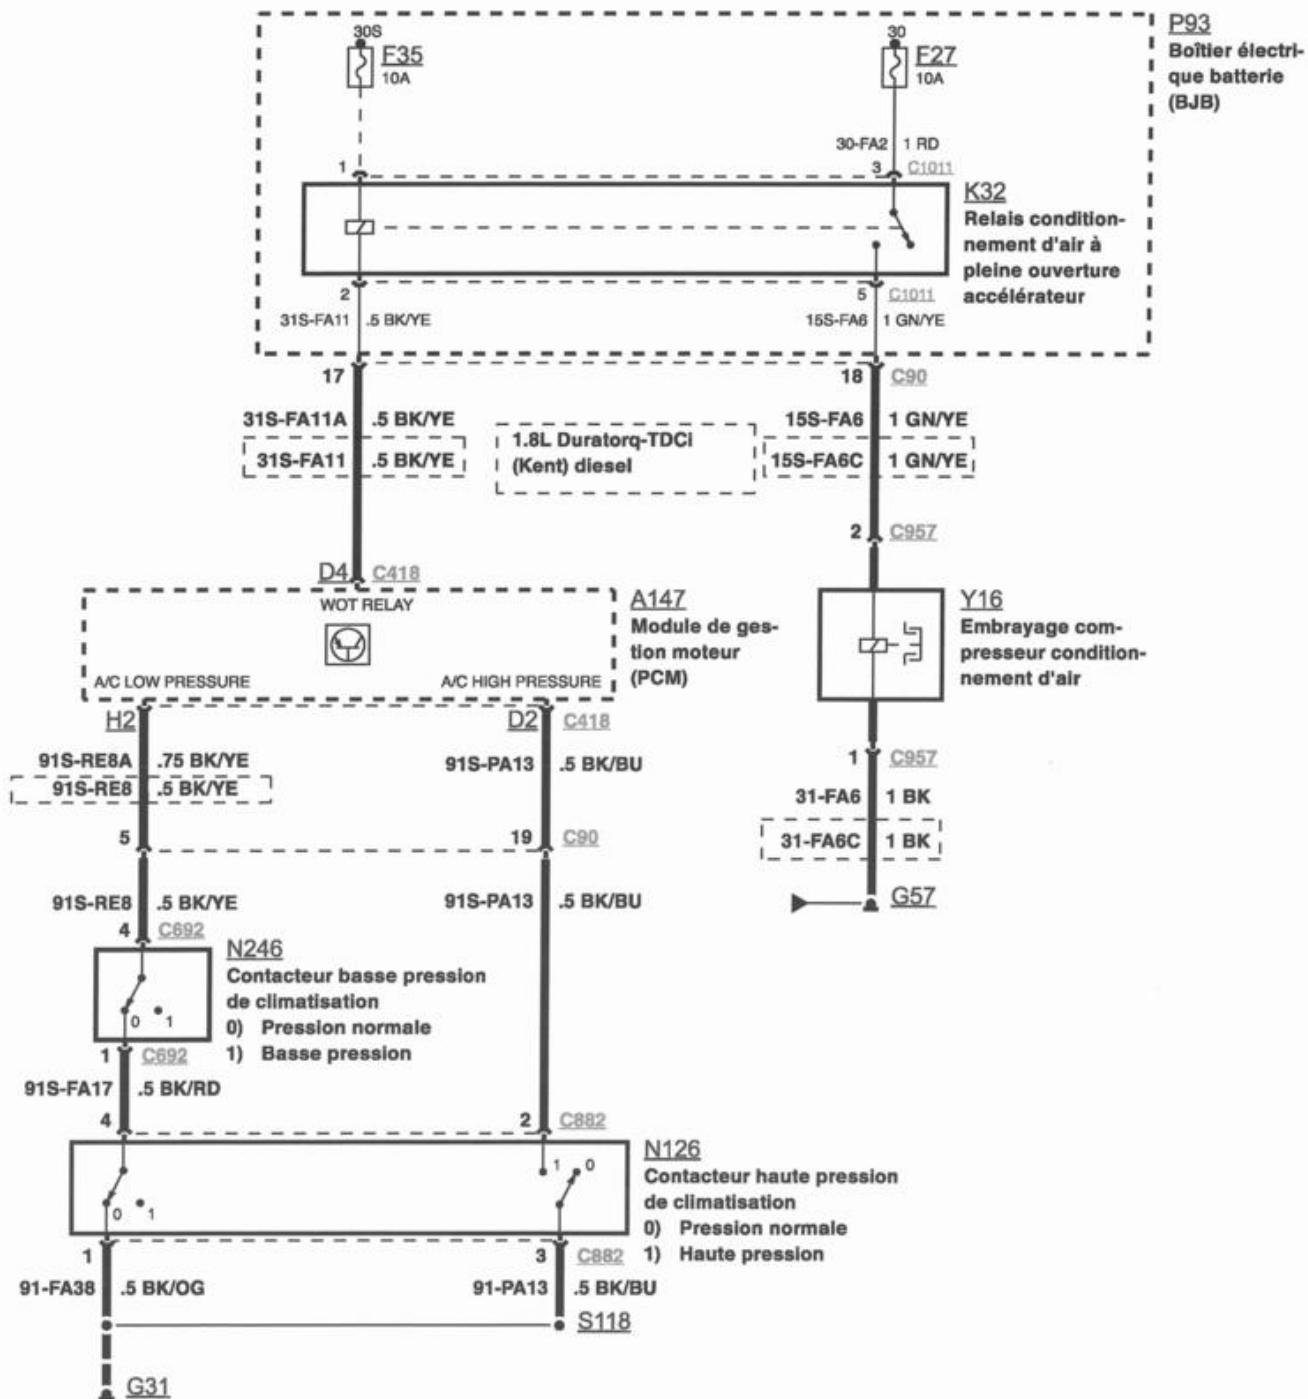 30S
F35
10A
30
F27
10A
P93
Boîtier électri-
que batterie
(BJB)
30-FA2 1 RD
1
3 C1011
K32
Relais condition-
nement d'air à
pleine ouverture
accélérateur
2
5 C1011
31S-FA11 .5 BK/YE
15S-FA6 1 GN/YE
17
18 C90
31S-FA11A .5 BK/YE
15S-FA6 1 GN/YE
31S-FA11 .5 BK/YE
1.8L Duratorq-TDCi
(Kent) diesel
15S-FA6C 1 GN/YE
2 C957
D4 C418
WOT RELAY
A/C LOW PRESSURE
A/C HIGH PRESSURE
A147
Module de ges-
tion moteur
(PCM)
Y16
Embrayage com-
presseur condition-
nement d'air
H2
D2 C418
91S-RE8A .75 BK/YE
91S-PA13 .5 BK/BU
91S-RE8 .5 BK/YE
1 C957
31-FA6 1 BK
31-FA6C 1 BK
G57
5
19 C90
91S-RE8 .5 BK/YE
91S-PA13 .5 BK/BU
4 C692
N246
Contacteur basse pression
de climatisation
0) Pression normale
1) Basse pression
0 1
1 C692
91S-FA17 .5 BK/RD
4
2 C882
N126
Contacteur haute pression
de climatisation
0) Pression normale
1) Haute pression
1 0
0 1
1
3 C882
91-FA38 .5 BK/OG
91-PA13 .5 BK/BU
S118
G31